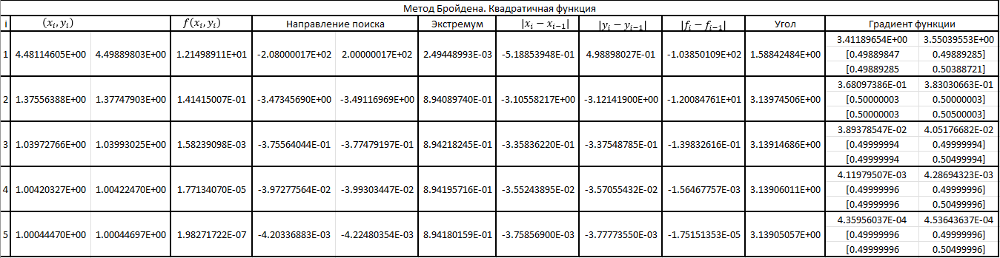 Метод Бройдена. Квадратичная функция
i (x_i, y_i) f(x_i, y_i) Направление поиска Экстремум |x_i − x_{i−1}| |y_i − y_{i−1}| |f_i − f_{i−1}| Угол Градиент функции
3.41189654E+00 3.55039553E+00
1 4.48114605E+00 4.49889803E+00 1.21498911E+01 -2.08000017E+02 2.00000017E+02 2.49448993E-03 -5.18853948E-01 4.98898027E-01 -1.03850109E+02 1.58842484E+00 [0.49889847 0.49889285]
[0.49889285 0.50388721]
3.68097386E-01 3.83030663E-01
2 1.37556388E+00 1.37747903E+00 1.41415007E-01 -3.47345690E+00 -3.49116969E+00 8.94089740E-01 -3.10558217E+00 -3.12141900E+00 -1.20084761E+01 3.13974506E+00 [0.50000003 0.50000003]
[0.50000003 0.50500003]
3.89378547E-02 4.05176682E-02
3 1.03972766E+00 1.03993025E+00 1.58239098E-03 -3.75564044E-01 -3.77479197E-01 8.94218245E-01 -3.35836220E-01 -3.37548785E-01 -1.39832616E-01 3.13914686E+00 [0.49999994 0.49999994]
[0.49999994 0.50499994]
4.11979507E-03 4.28694323E-03
4 1.00420327E+00 1.00422470E+00 1.77134070E-05 -3.97277564E-02 -3.99303447E-02 8.94195716E-01 -3.55243895E-02 -3.57055432E-02 -1.56467757E-03 3.13906011E+00 [0.49999996 0.49999996]
[0.49999996 0.50499996]
4.35956037E-04 4.53643637E-04
5 1.00044470E+00 1.00044697E+00 1.98271722E-07 -4.20336883E-03 -4.22480354E-03 8.94180159E-01 -3.75856900E-03 -3.77773550E-03 -1.75151353E-05 3.13905057E+00 [0.49999996 0.49999996]
[0.49999996 0.50499996]